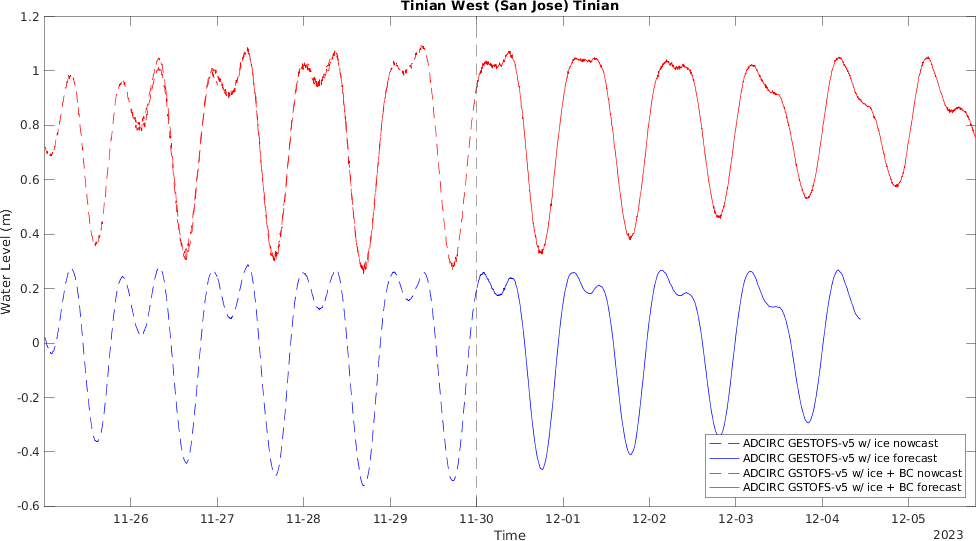 Tinian West (San Jose) Tinian
1.2
1
0.8
0.6
0.4
0.2
0
-0.2
-0.4
-0.6
Water Level (m)
ADCIRC GESTOFS-v5 w/ ice nowcast
ADCIRC GESTOFS-v5 w/ ice forecast
ADCIRC GSTOFS-v5 w/ ice + BC nowcast
ADCIRC GSTOFS-v5 w/ ice + BC forecast
11-26 11-27 11-28 11-29 11-30 12-01 12-02 12-03 12-04 12-05
Time
2023